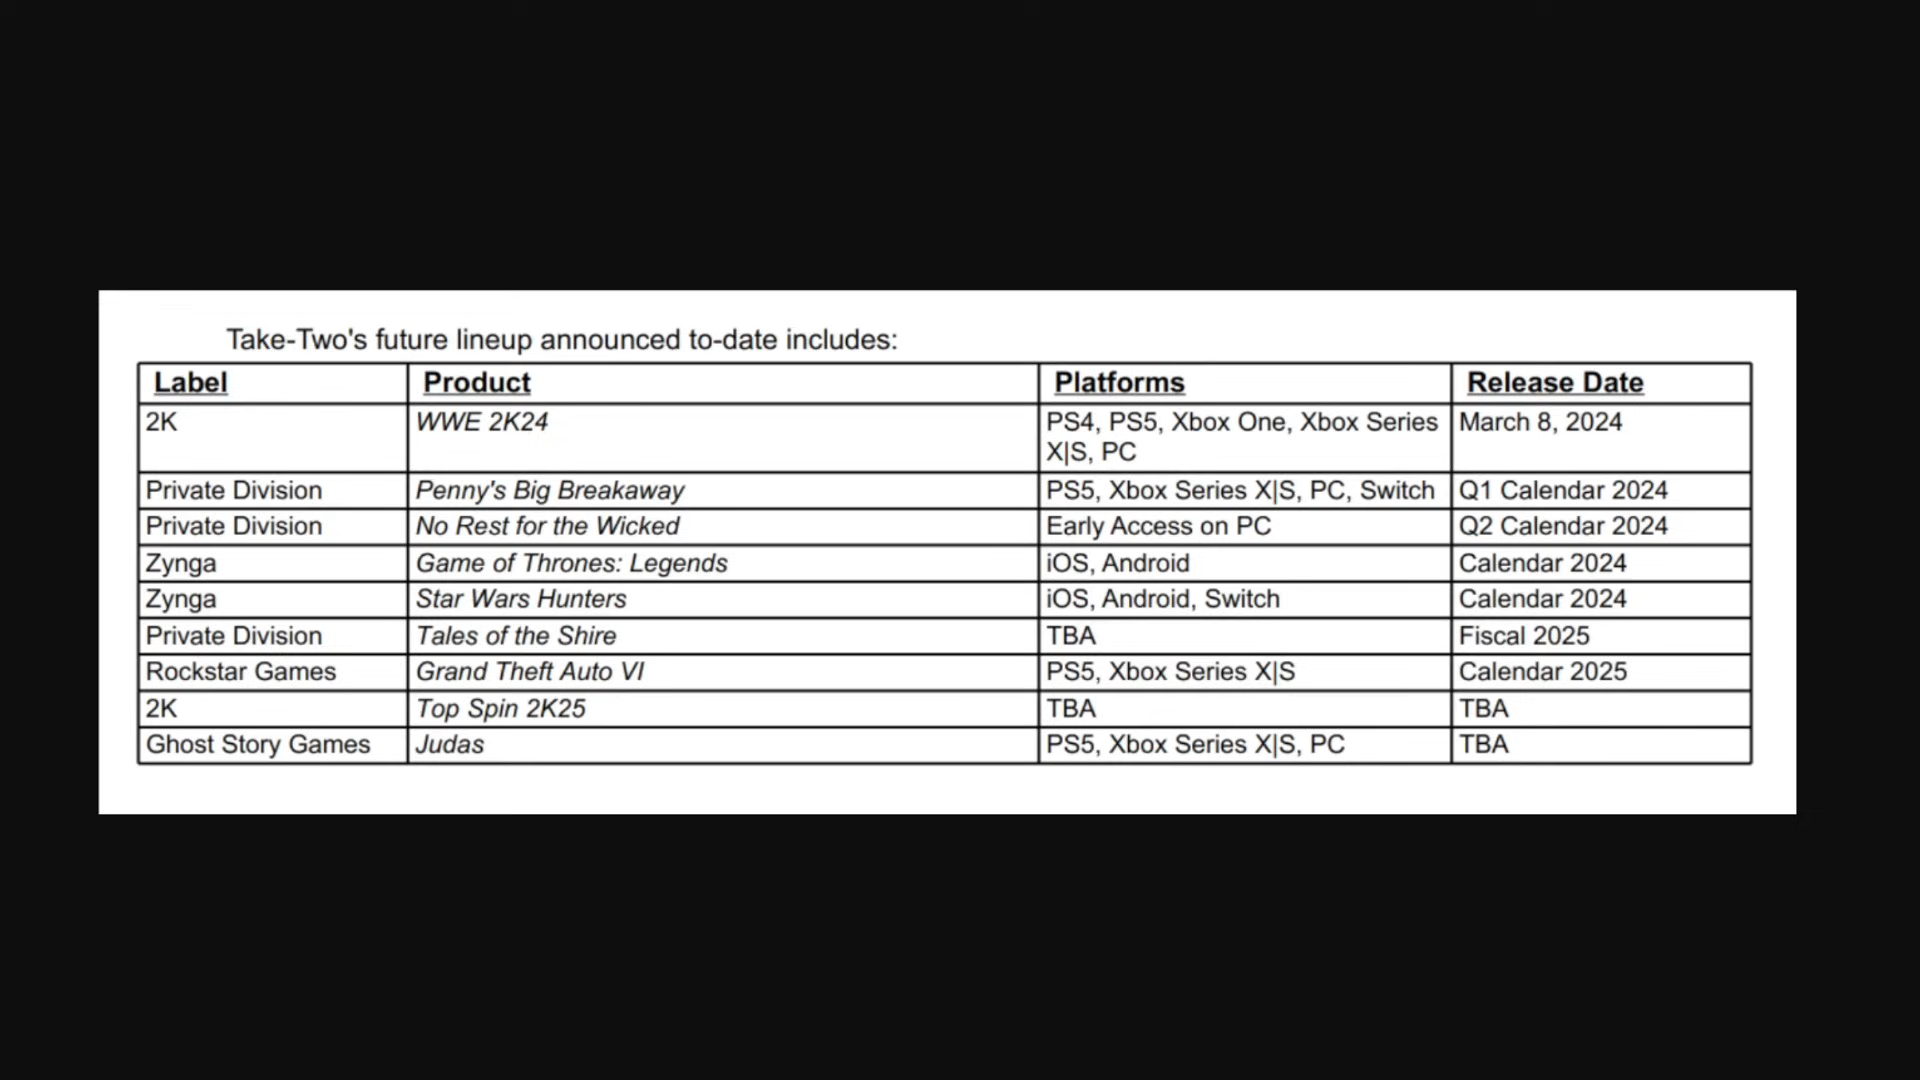 Take-Two's future lineup announced to-date includes:
Label Product Platforms Release Date
2K WWE 2K24 PS4, PS5, Xbox One, Xbox Series March 8, 2024
X|S, PC
Private Division Penny's Big Breakaway PS5, Xbox Series X|S, PC, Switch Q1 Calendar 2024
Private Division No Rest for the Wicked Early Access on PC Q2 Calendar 2024
Zynga Game of Thrones: Legends iOS, Android Calendar 2024
Zynga Star Wars Hunters iOS, Android, Switch Calendar 2024
Private Division Tales of the Shire TBA Fiscal 2025
Rockstar Games Grand Theft Auto VI PS5, Xbox Series X|S Calendar 2025
2K Top Spin 2K25 TBA TBA
Ghost Story Games Judas PS5, Xbox Series X|S, PC TBA